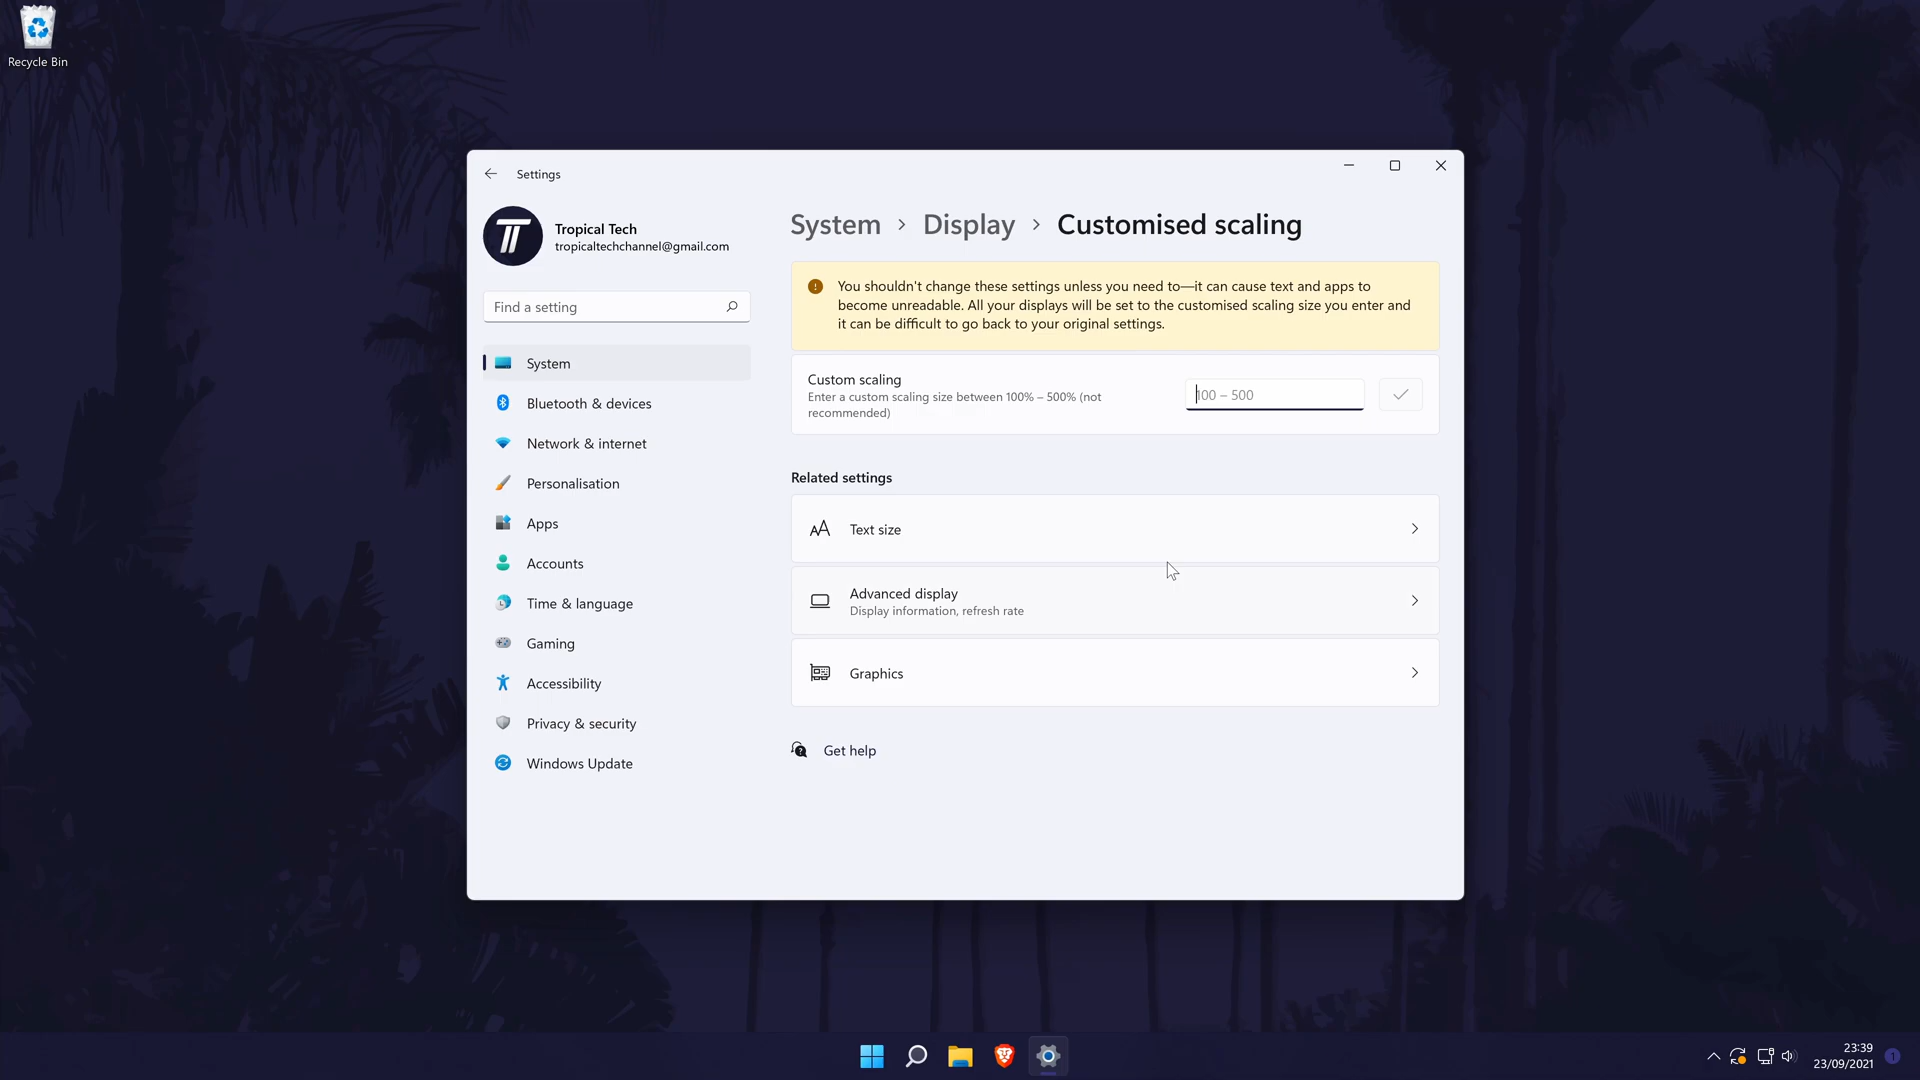 Recycle Bin
Settings
Tropical Tech
tropicaltechchannel@gmail.com
Find a setting
System
Bluetooth & devices
Network & internet
Personalisation
Apps
Accounts
Time & language
Gaming
Accessibility
Privacy & security
Windows Update
System › Display › Customised scaling
You shouldn't change these settings unless you need to—it can cause text and apps to
become unreadable. All your displays will be set to the customised scaling size you enter and
it can be difficult to go back to your original settings.
Custom scaling
Enter a custom scaling size between 100% – 500% (not
recommended)
100 – 500
Related settings
Text size
Advanced display
Display information, refresh rate
Graphics
Get help
23:39
23/09/2021
1